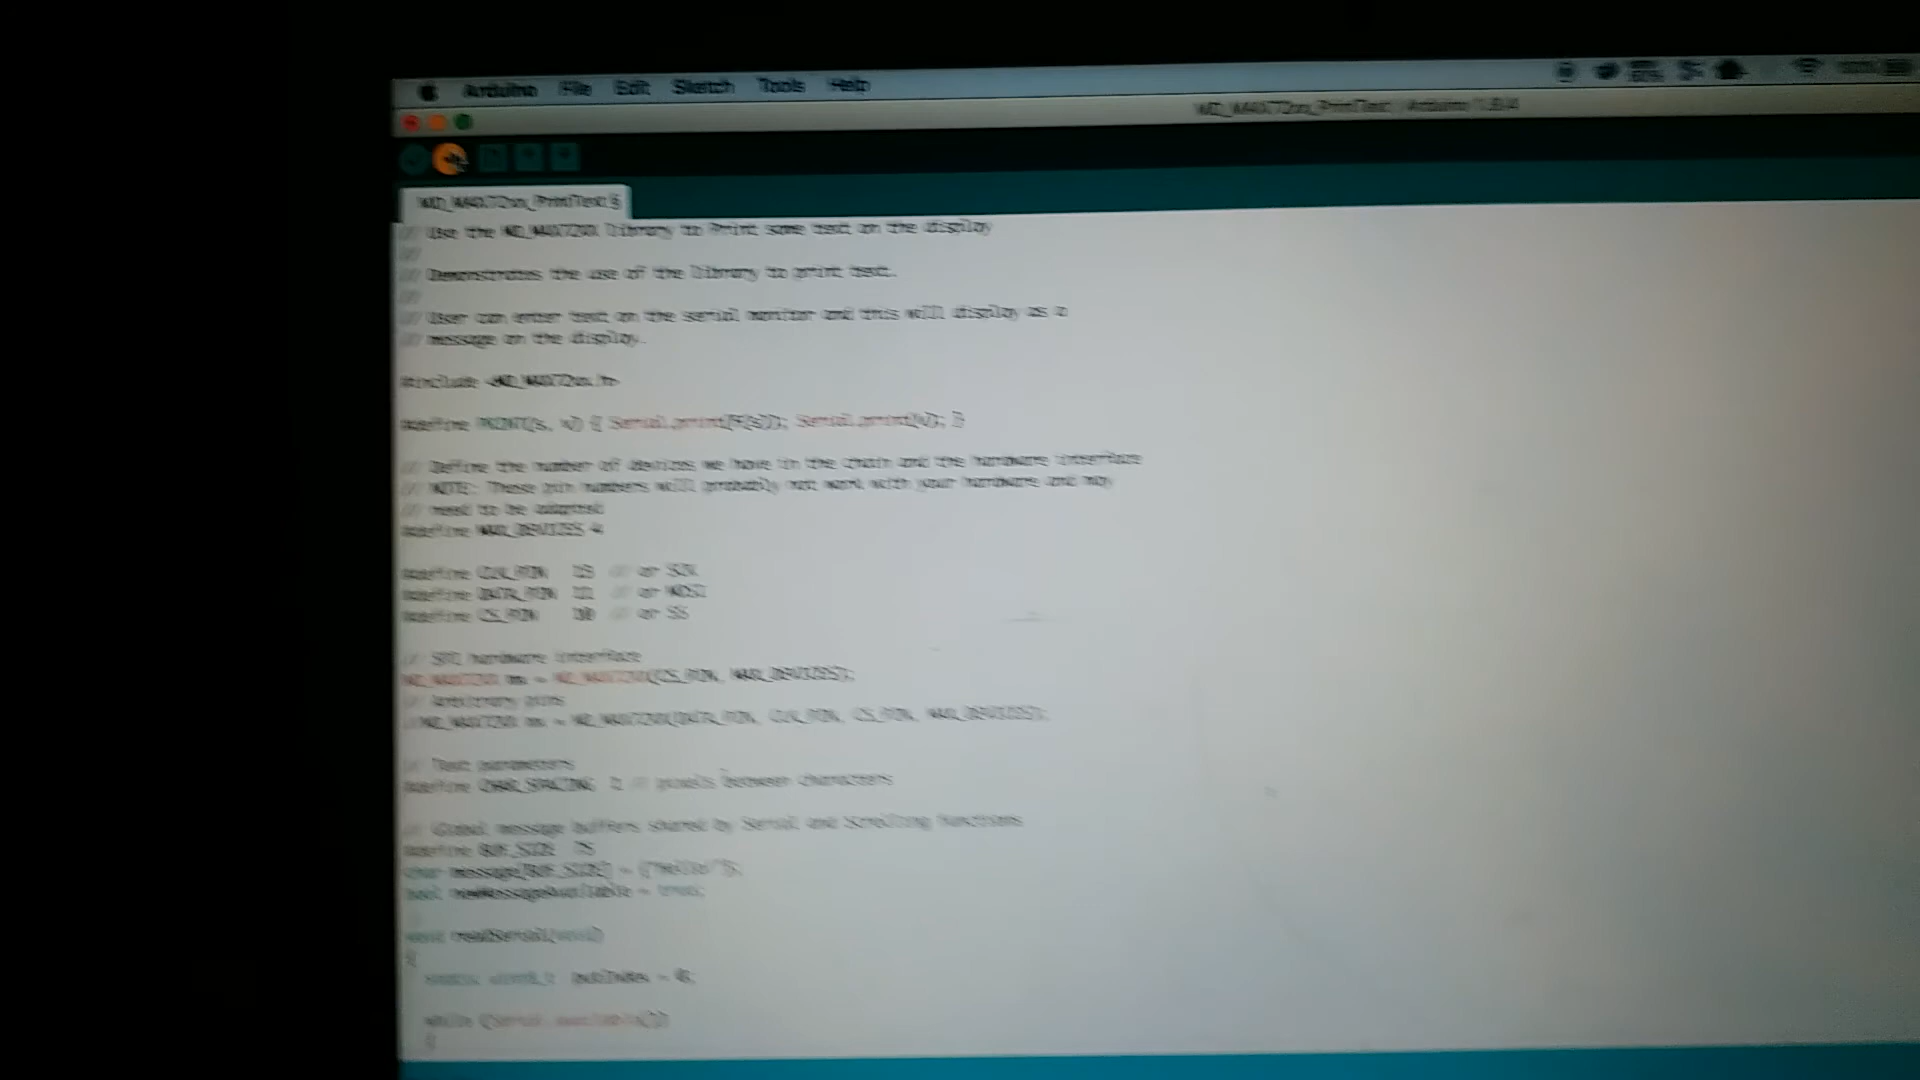 Arduino File Edit Sketch Tools Help
MD_MAX72xx_PrintText | Arduino 1.8.4
MD_MAX72xx_PrintText §
// Use the MD_MAX72XX library to Print some text on the display
//
// Demonstrates the use of the library to print text.
//
// User can enter text on the serial monitor and this will display as a
// message on the display.
#include <MD_MAX72xx.h>
#define PRINT(s, v) { Serial.print(F(s)); Serial.print(v); }
// Define the number of devices we have in the chain and the hardware interface
// NOTE: These pin numbers will probably not work with your hardware and may
// need to be adapted
#define MAX_DEVICES 4
#define CLK_PIN 13 // or SCK
#define DATA_PIN 11 // or MOSI
#define CS_PIN 10 // or SS
// SPI hardware interface
MD_MAX72XX mx = MD_MAX72XX(CS_PIN, MAX_DEVICES);
// Arbitrary pins
//MD_MAX72XX mx = MD_MAX72XX(DATA_PIN, CLK_PIN, CS_PIN, MAX_DEVICES);
// Text parameters
#define CHAR_SPACING 1 // pixels between characters
// Global message buffers shared by Serial and Scrolling functions
#define BUF_SIZE 75
char message[BUF_SIZE] = {"Hello!"};
bool newMessageAvailable = true;
void readSerial(void)
{
static uint8_t putIndex = 0;
while (Serial.available())
{